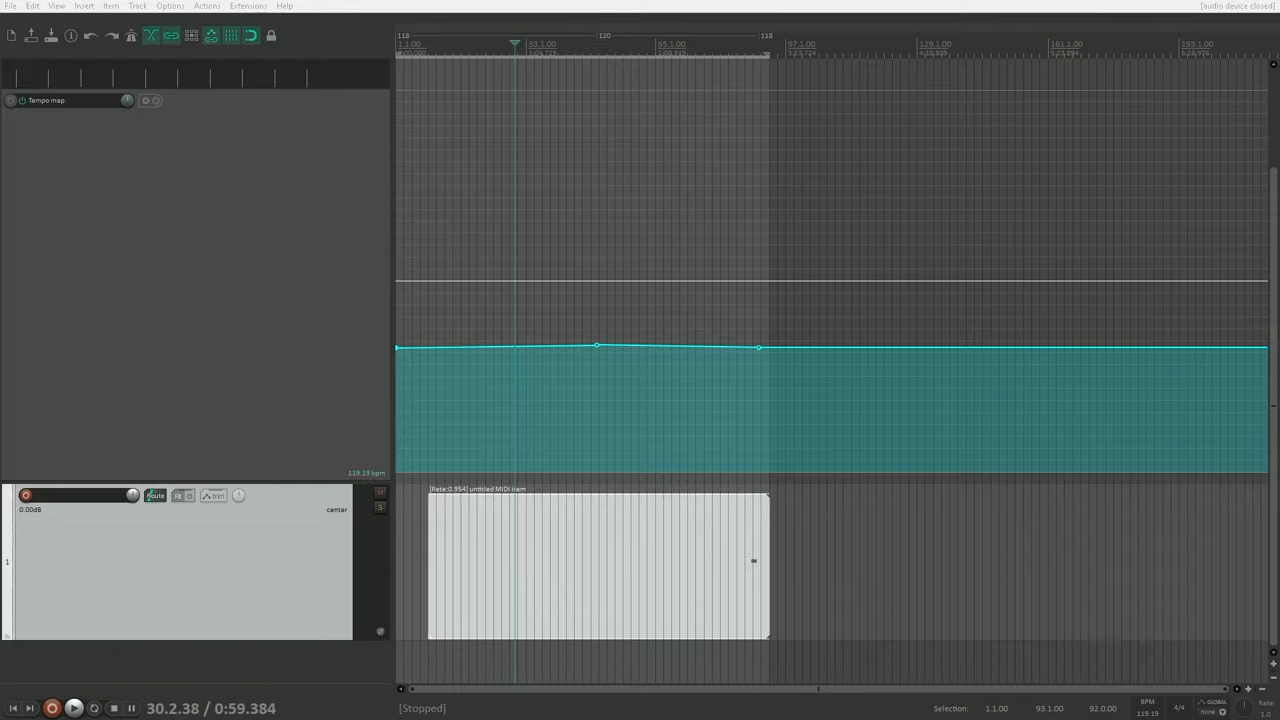 File Edit View Insert Item Track Options Actions Extensions Help
[audio device closed]
118 120 118
1.1.00 33.1.00 65.1.00 97.1.00 129.1.00 161.1.00 193.1.00
Tempo map
119.19 bpm
[Rate:0.954] untitled MIDI item
Route FX trim M
S
0.00dB center
1
30.2.38 / 0:59.384
[Stopped]
Selection: 1.1.00 93.1.00 92.0.00
BPM
119.19
4/4
GLOBAL
none
Rate:
1.0